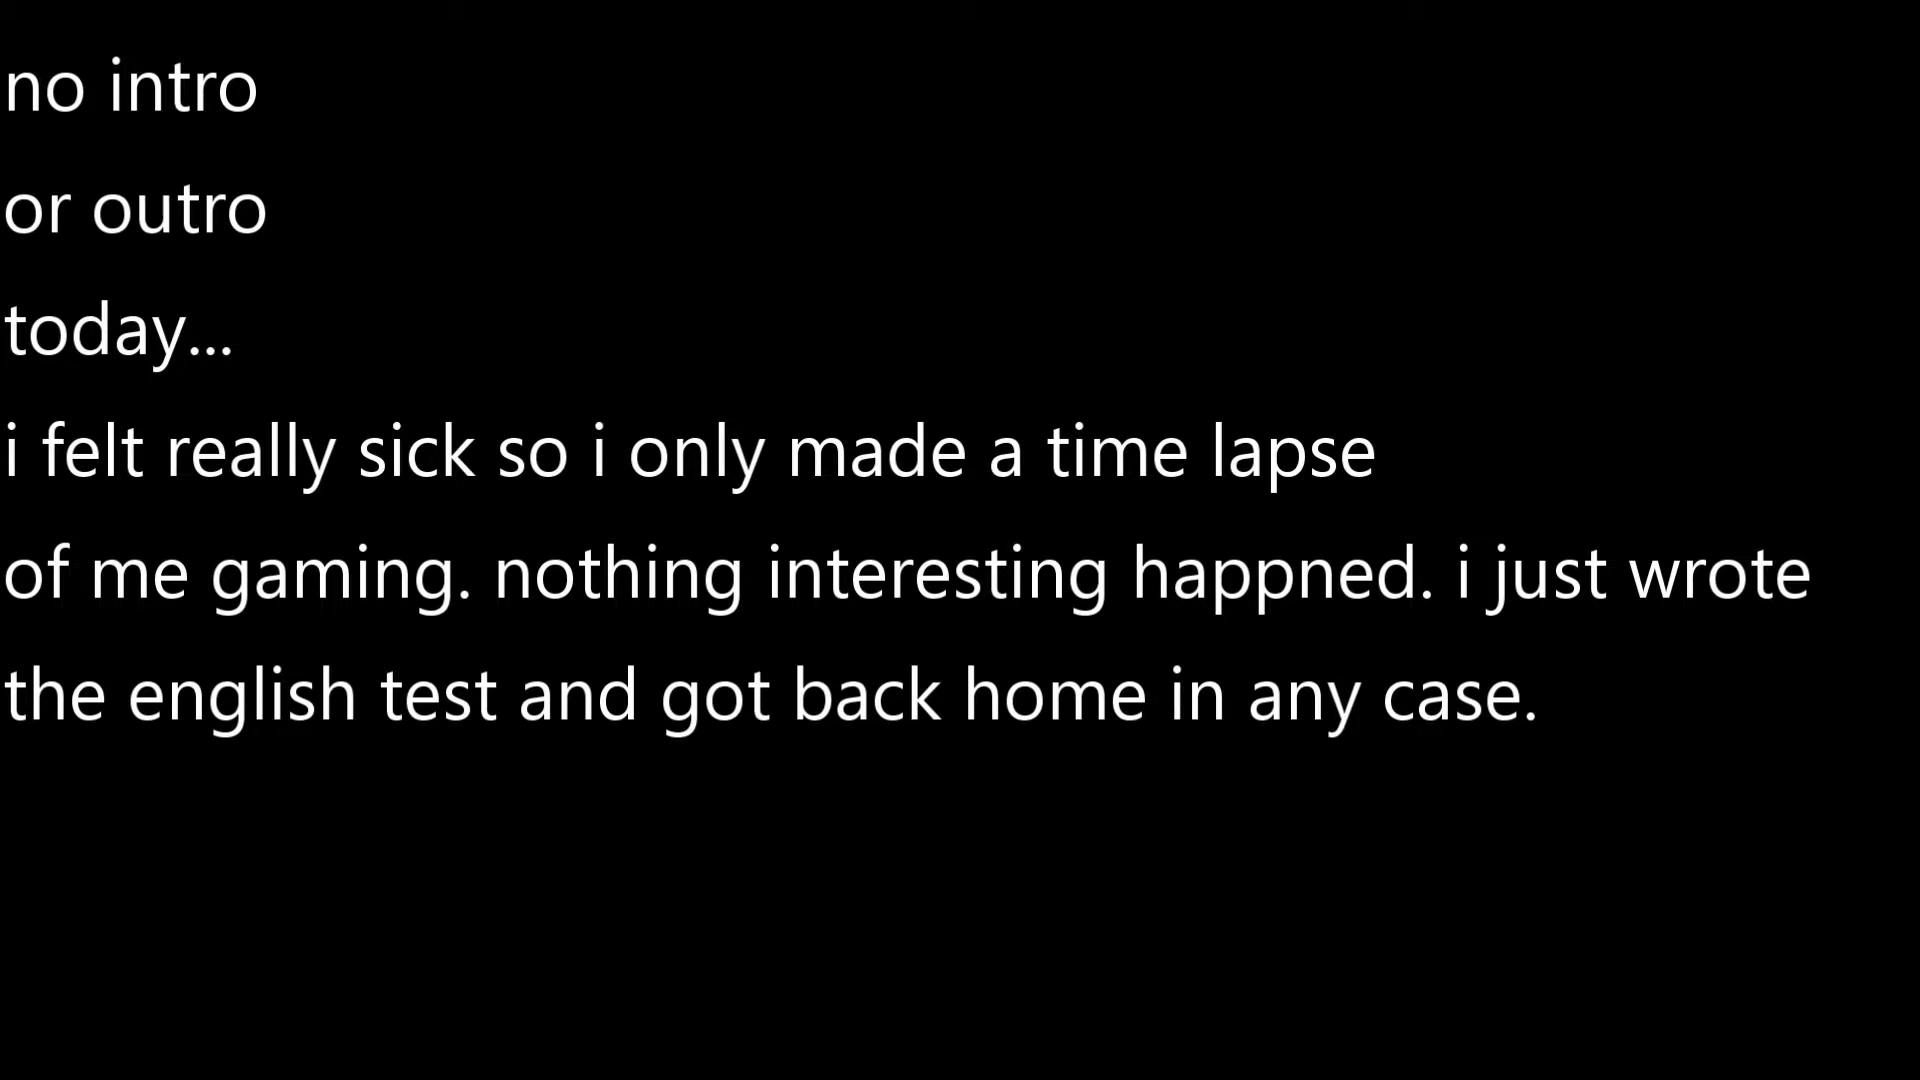 no intro
or outro
today...
i felt really sick so i only made a time lapse
of me gaming. nothing interesting happned. i just wrote
the english test and got back home in any case.